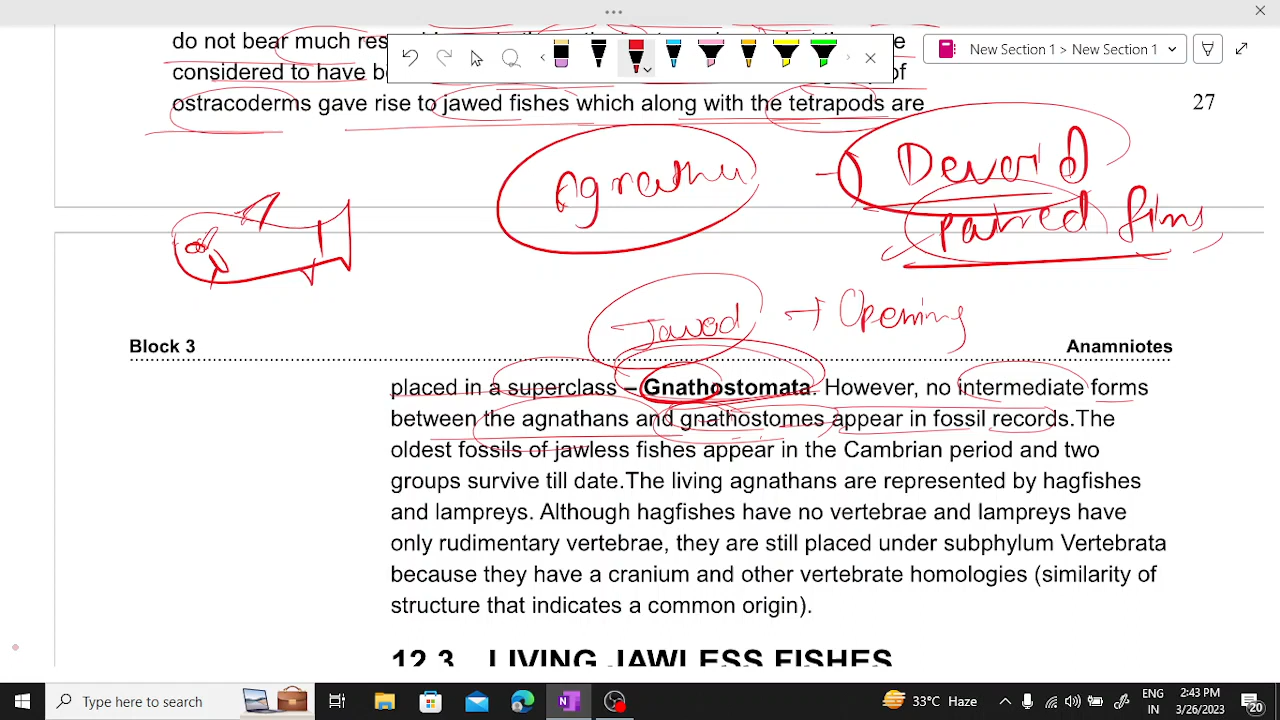 New Section 1 > New Section 1
do not bear much
considered to have of
ostracoderms gave rise to jawed fishes which along with the tetrapods are
27
Agnatha
Devoid
paired fins
Jawed → Opening
Block 3
Anamniotes
placed in a superclass – Gnathostomata. However, no intermediate forms
between the agnathans and gnathostomes appear in fossil records.The
oldest fossils of jawless fishes appear in the Cambrian period and two
groups survive till date.The living agnathans are represented by hagfishes
and lampreys. Although hagfishes have no vertebrae and lampreys have
only rudimentary vertebrae, they are still placed under subphylum Vertebrata
because they have a cranium and other vertebrate homologies (similarity of
structure that indicates a common origin).
12.3 LIVING JAWLESS FISHES
Type here to search
33°C Haze
ENG
IN
2:43 PM
3/26/2023
20